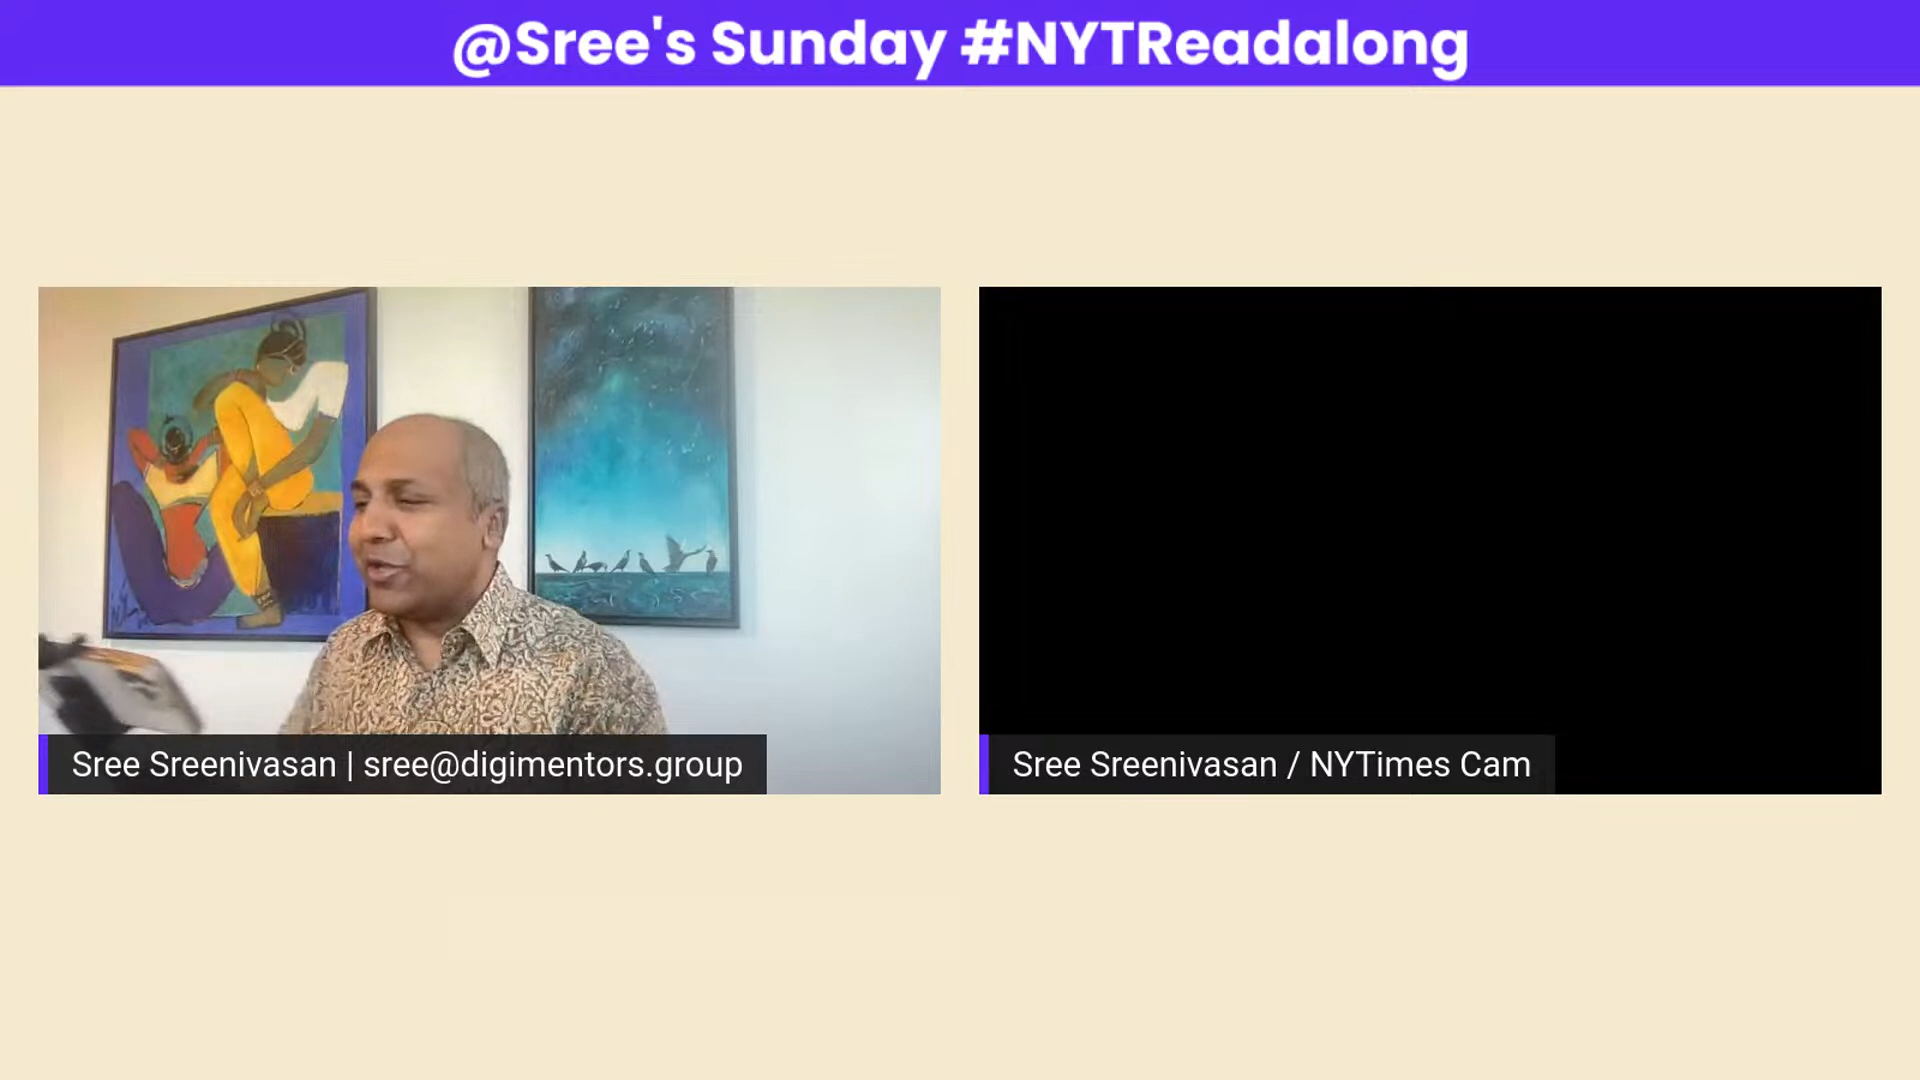 @Sree's Sunday #NYTReadalong
Sree Sreenivasan | sree@digimentors.group
Sree Sreenivasan / NYTimes Cam